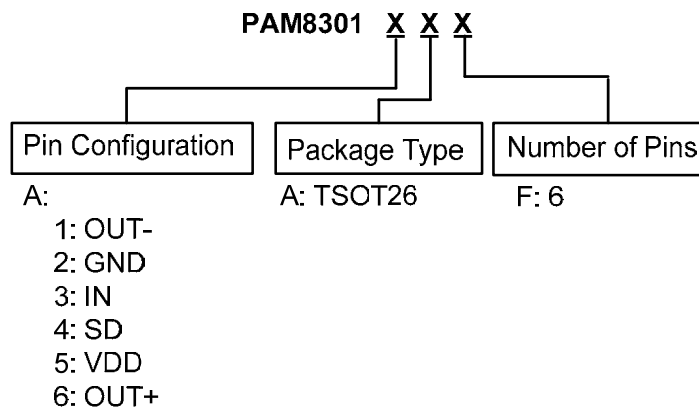 PAM8301 X X X
Pin Configuration
Package Type
Number of Pins
A:
1: OUT-
2: GND
3: IN
4: SD
5: VDD
6: OUT+
A: TSOT26
F: 6